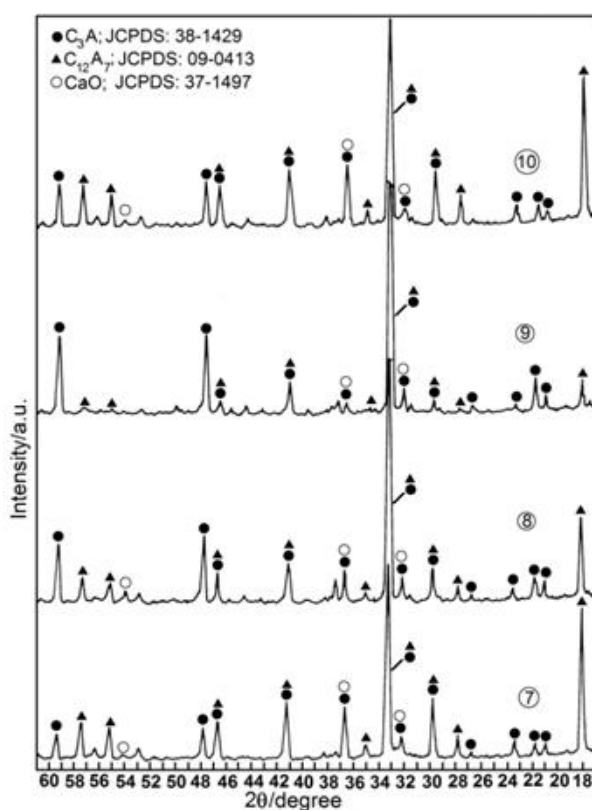 ● C₃A; JCPDS: 38-1429
▲ C₁₂A₇; JCPDS: 09-0413
○ CaO; JCPDS: 37-1497
⑩
⑨
⑧
⑦
Intensity/a.u.
60 58 56 54 52 50 48 46 44 42 40 38 36 34 32 30 28 26 24 22 20 18
2θ/degree